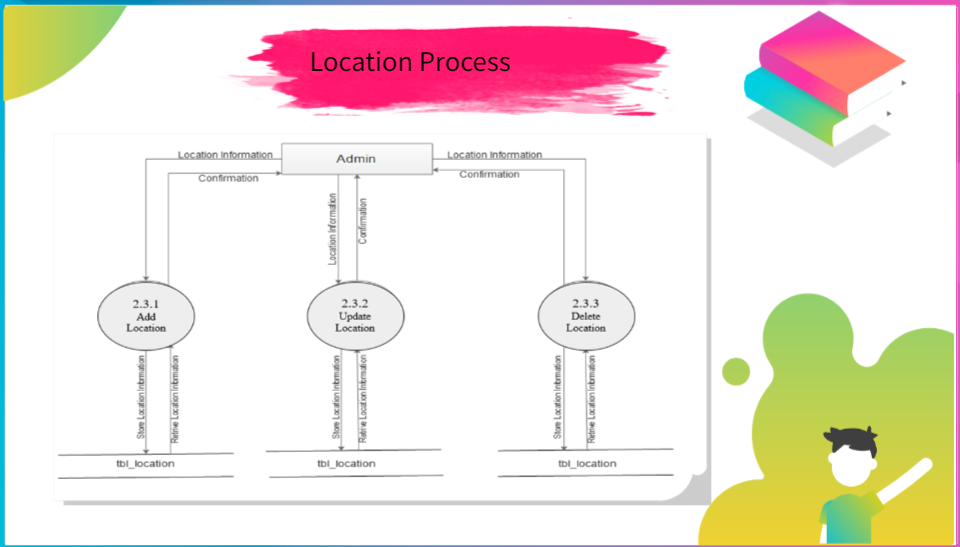 Location Process
Location Information
Admin
Location Information
Confirmation
Confirmation
Location Information
Confirmation
2.3.1
Add
Location
2.3.2
Update
Location
2.3.3
Delete
Location
Store Location Information
Retrive Location Information
Store Location Information
Retrive Location Information
Store Location Information
Retrive Location Information
tbl_location
tbl_location
tbl_location